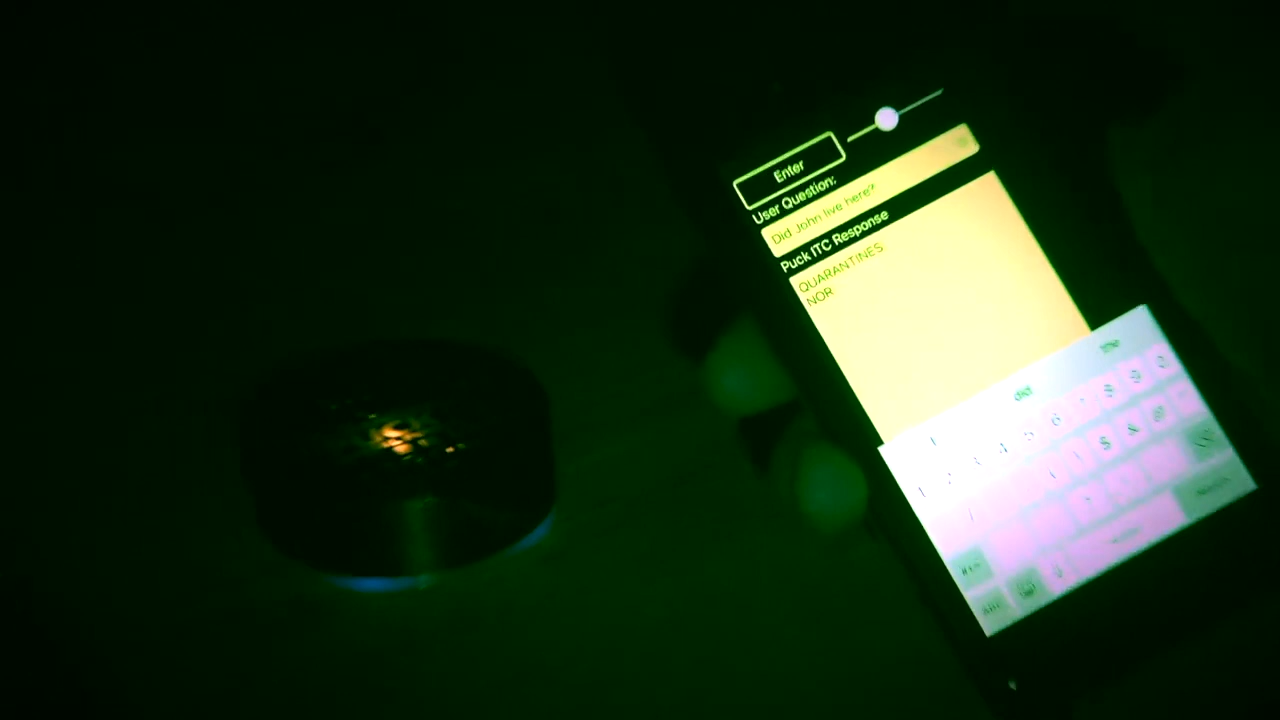 Enter
User Question:
Did John live here?
Puck ITC Response
QUARANTINES
NOR